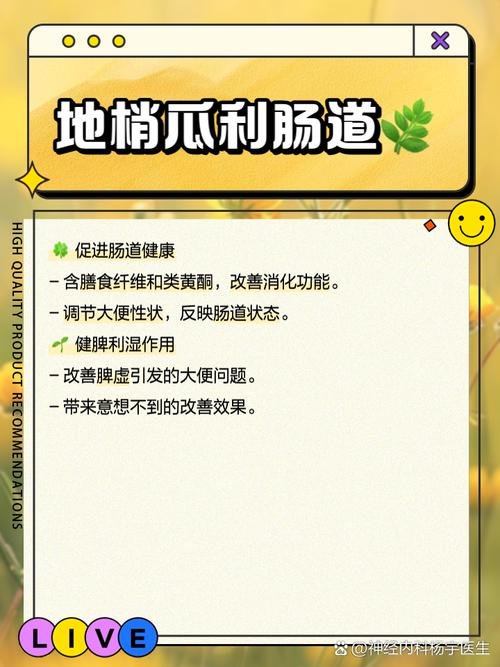 地梢瓜利肠道
促进肠道健康
- 含膳食纤维和类黄酮，改善消化功能。
- 调节大便性状，反映肠道状态。
健脾利湿作用
- 改善脾虚引发的大便问题。
- 带来意想不到的改善效果。
HIGH QUALITY PRODUCT RECOMMENDATIONS
LIVE
@神经内科杨宇医生